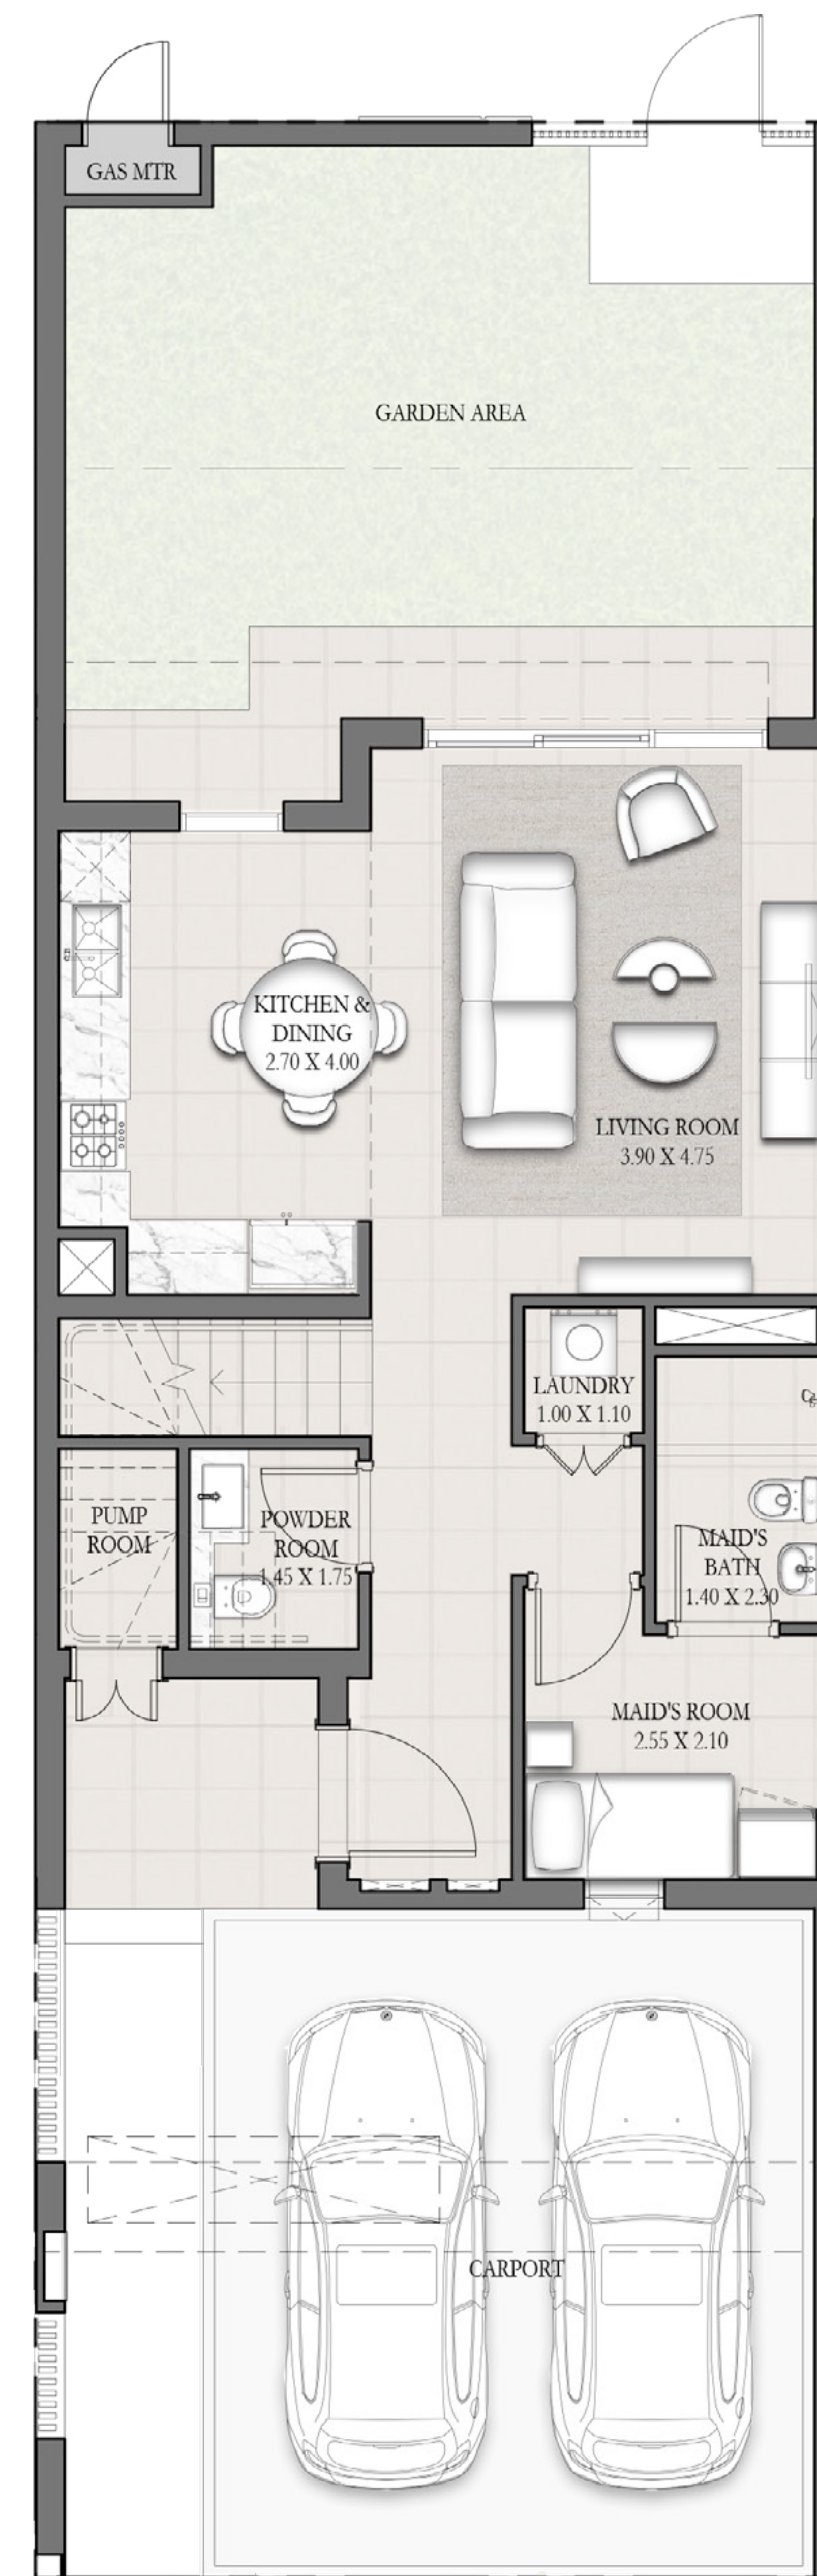 GAS MTR
GARDEN AREA
KITCHEN &
DINING
2.70 X 4.00
LIVING ROOM
3.90 X 4.75
LAUNDRY
1.00 X 1.10
PUMP
ROOM
POWDER
ROOM
1.45 X 1.75
MAID'S
BATH
1.40 X 2.30
MAID'S ROOM
2.55 X 2.10
CARPORT